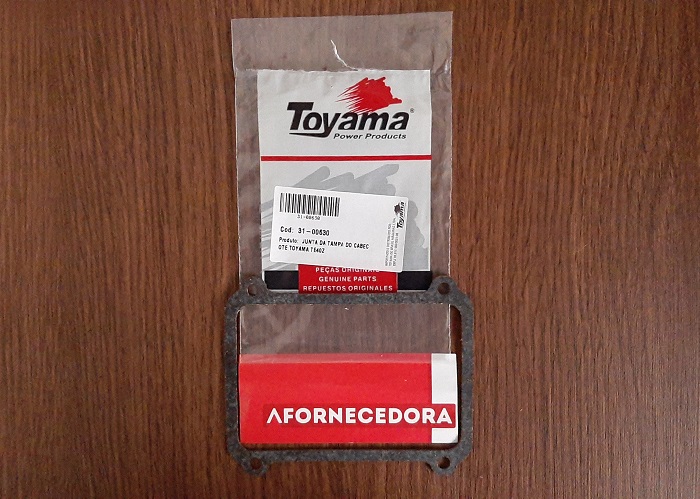 Toyama®
Power Products
31-00630
Cod: 31-00630
Produto: JUNTA DA TAMPA DO CABEC
OTE TOYAMA T6402
Toyama
PEÇAS ORIGINAIS
GENUINE PARTS
REPUESTOS ORIGINALES
AFORNECEDORA